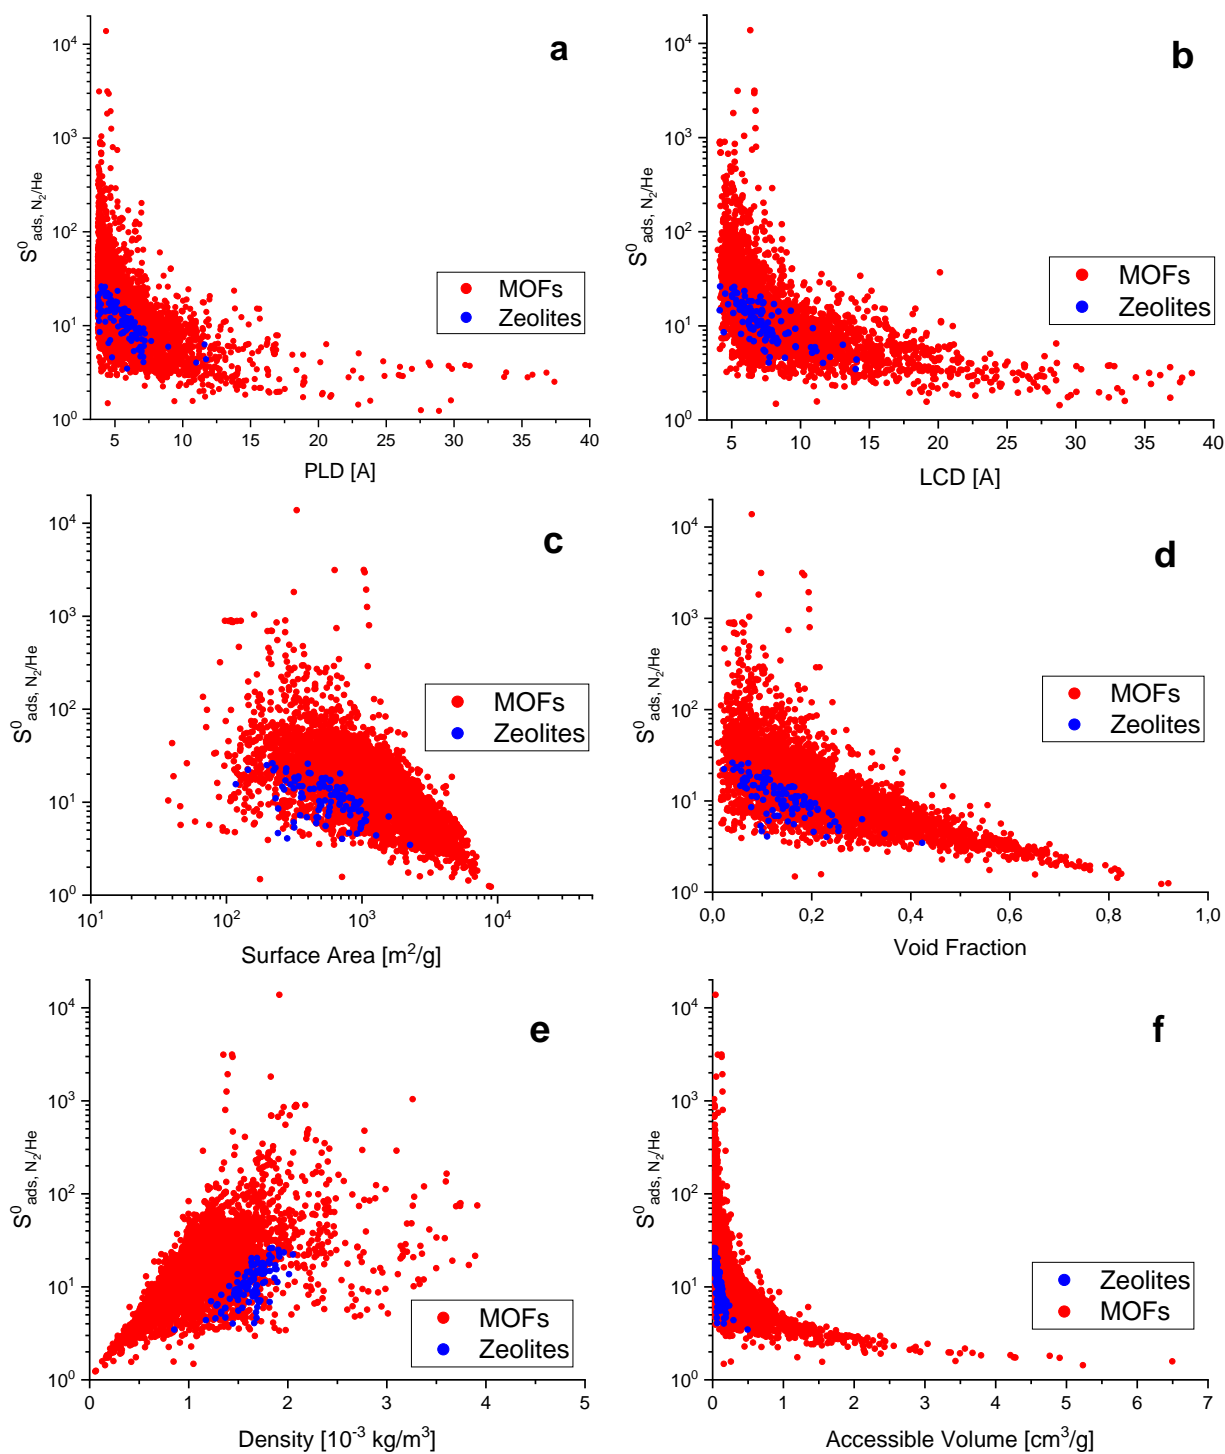 a
10⁴
10³
10²
10¹
10⁰
S⁰ads, N₂/He
MOFs
Zeolites
5 10 15 20 25 30 35 40
PLD [A]
b
10⁴
10³
10²
10¹
10⁰
S⁰ads, N₂/He
MOFs
Zeolites
5 10 15 20 25 30 35 40
LCD [A]
c
10⁴
10³
10²
10¹
10⁰
S⁰ads, N₂/He
MOFs
Zeolites
10¹ 10² 10³ 10⁴
Surface Area [m²/g]
d
10⁴
10³
10²
10¹
10⁰
S⁰ads, N₂/He
MOFs
Zeolites
0,0 0,2 0,4 0,6 0,8 1,0
Void Fraction
e
10⁴
10³
10²
10¹
10⁰
S⁰ads, N₂/He
MOFs
Zeolites
0 1 2 3 4 5
Density [10⁻³ kg/m³]
f
10⁴
10³
10²
10¹
10⁰
S⁰ads, N₂/He
Zeolites
MOFs
0 1 2 3 4 5 6 7
Accessible Volume [cm³/g]